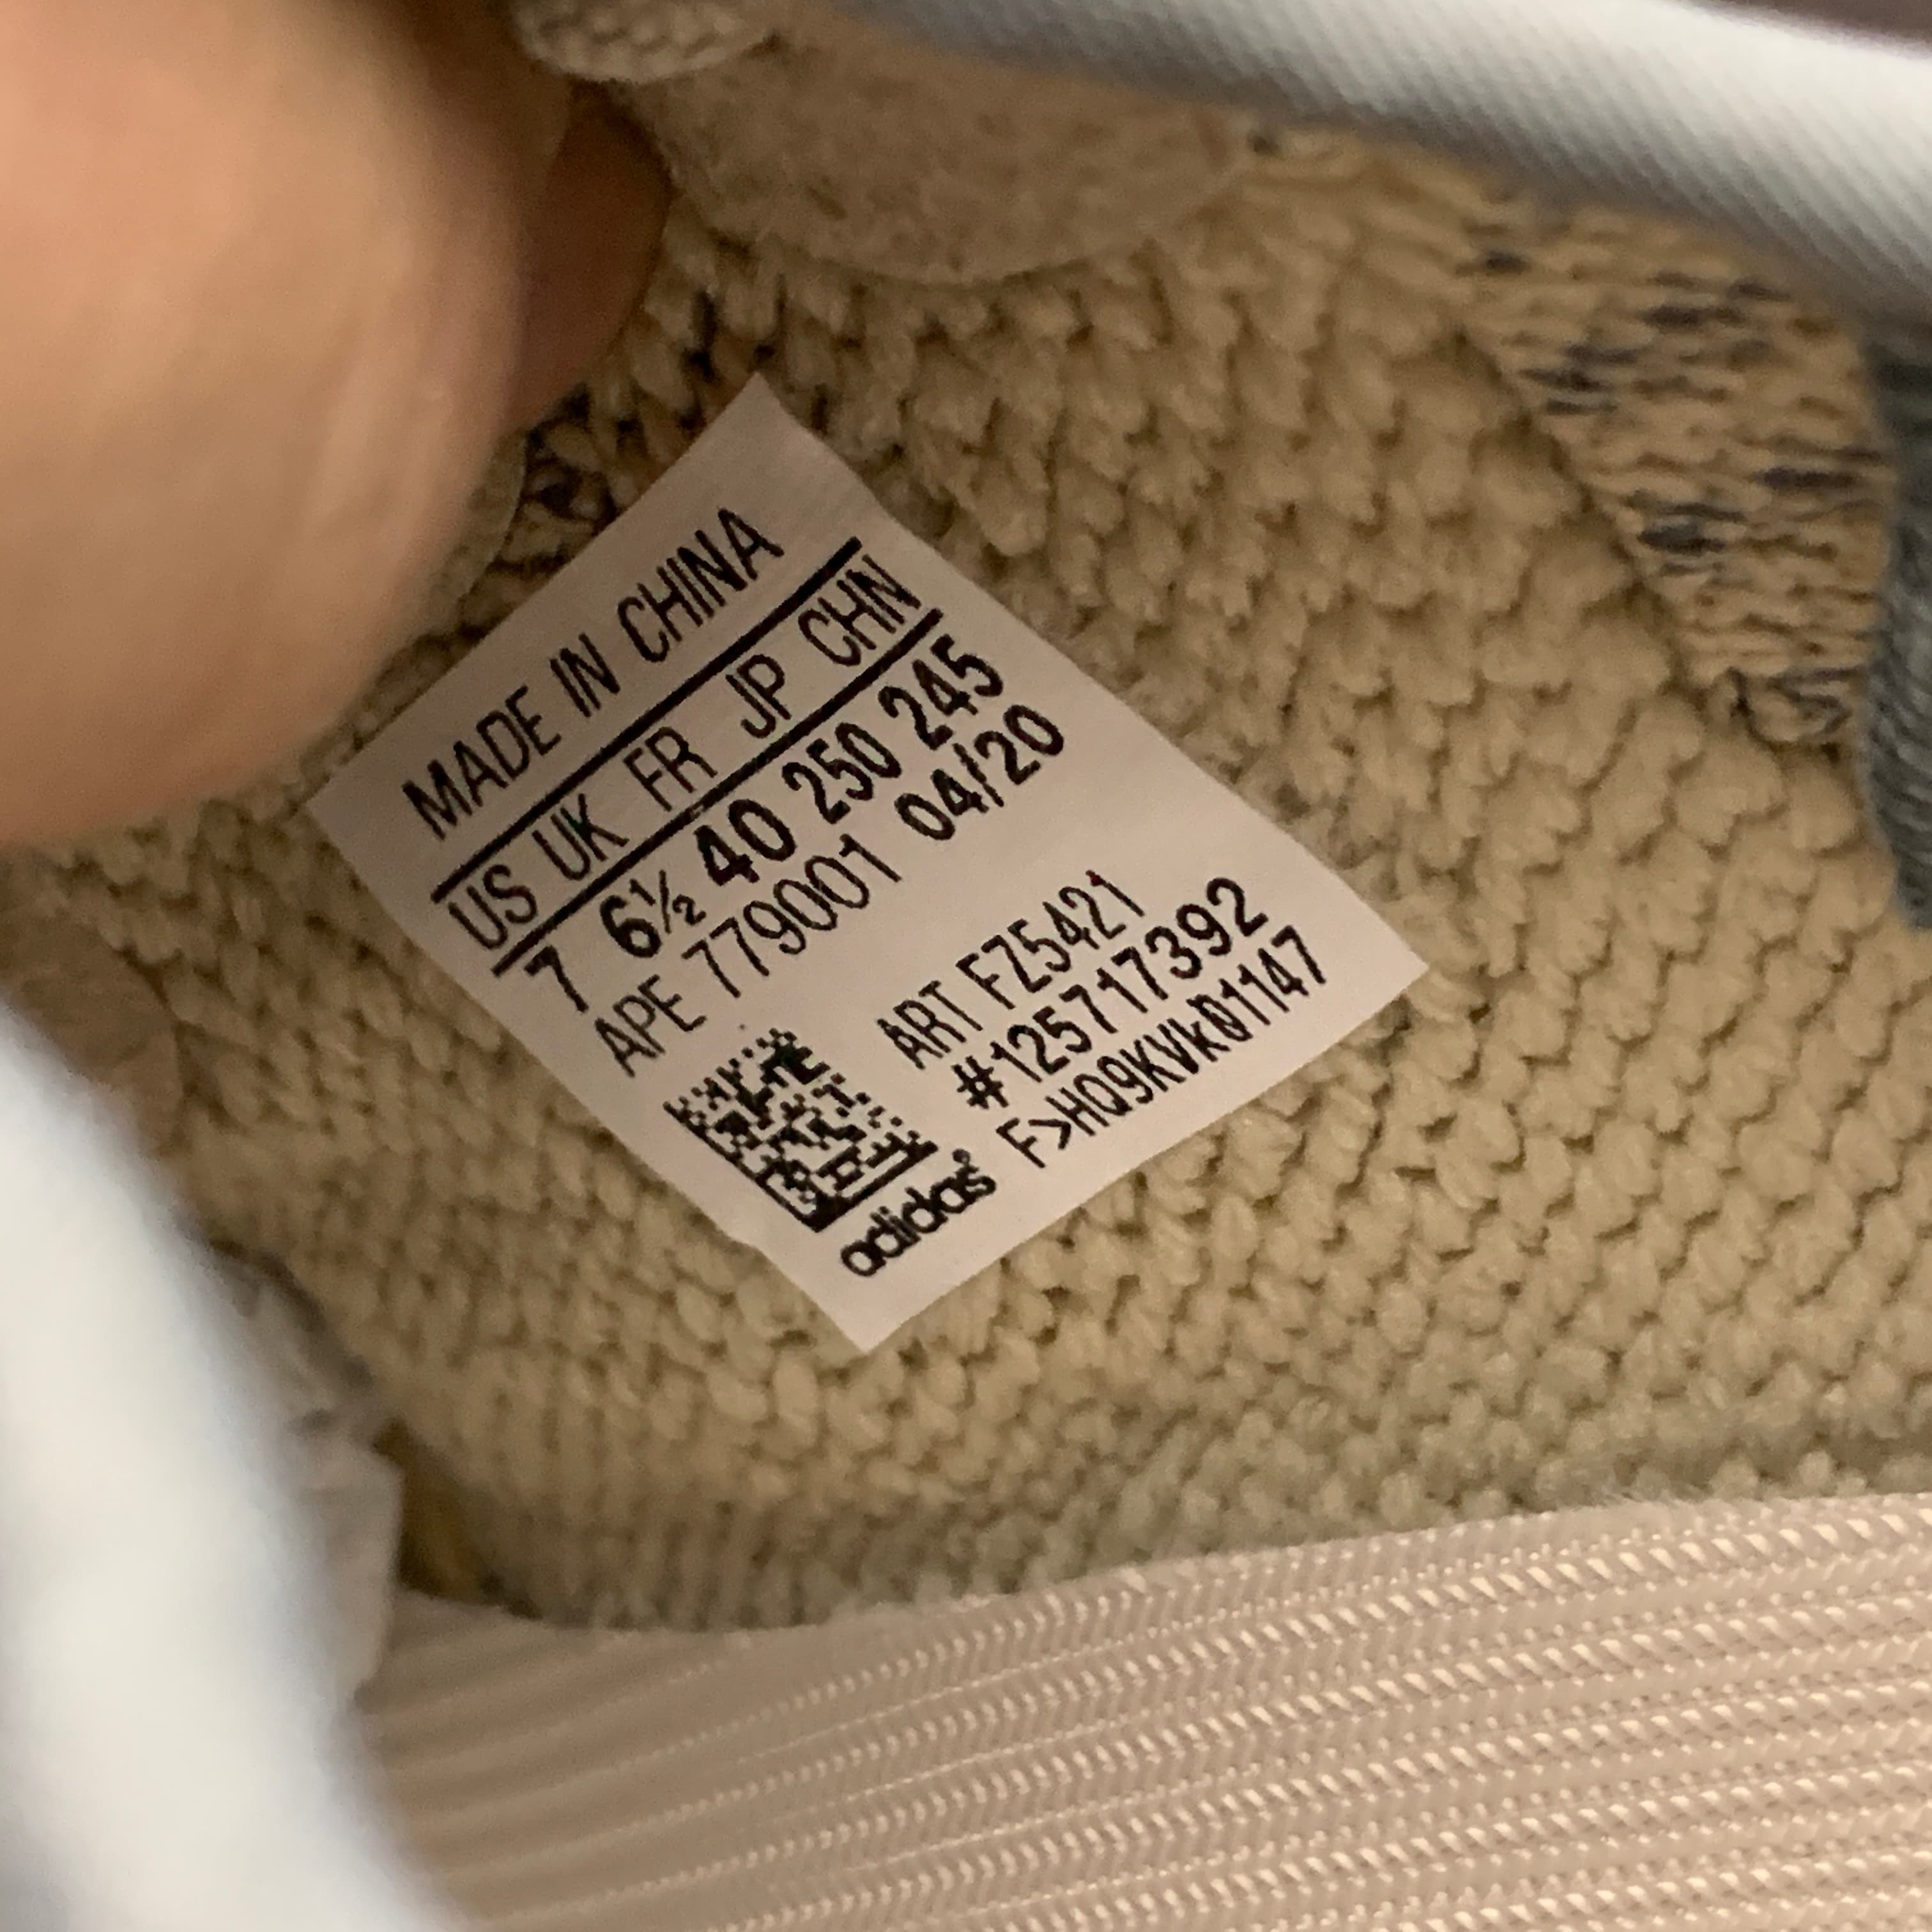 MADE IN CHINA
US UK FR JP CHN
7 6½ 40 250 245
APE 779001 04/20
ART FZ5421
#125717392
F>HQ9KVkD1147
adidas